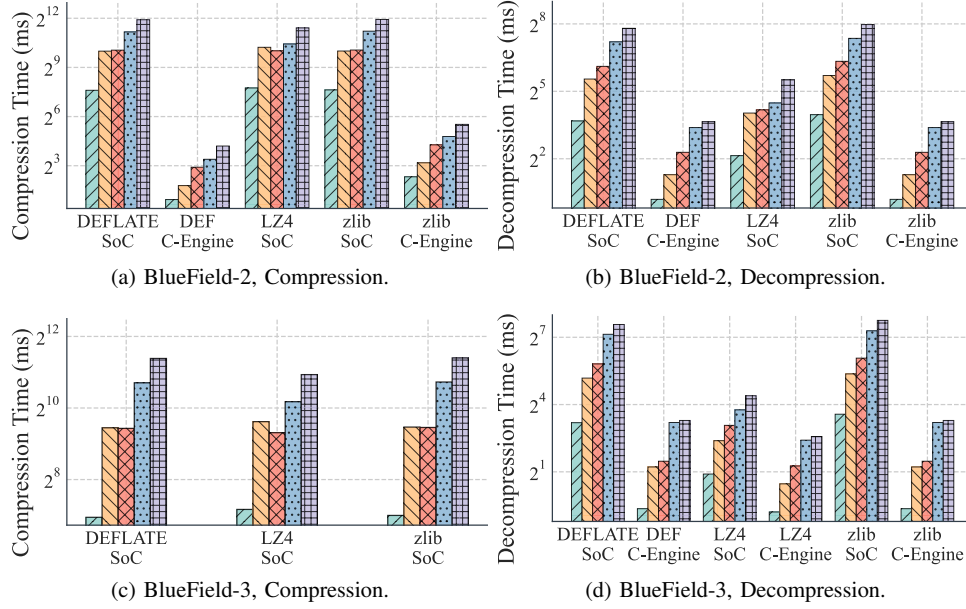 Compression Time (ms)
2^12
2^9
2^6
2^3
DEFLATE SoC
DEF C-Engine
LZ4 SoC
zlib SoC
zlib C-Engine
(a) BlueField-2, Compression.
Decompression Time (ms)
2^8
2^5
2^2
DEFLATE SoC
DEF C-Engine
LZ4 SoC
zlib SoC
zlib C-Engine
(b) BlueField-2, Decompression.
Compression Time (ms)
2^12
2^10
2^8
DEFLATE SoC
LZ4 SoC
zlib SoC
(c) BlueField-3, Compression.
Decompression Time (ms)
2^7
2^4
2^1
DEFLATE SoC
DEF C-Engine
LZ4 SoC
LZ4 C-Engine
zlib SoC
zlib C-Engine
(d) BlueField-3, Decompression.